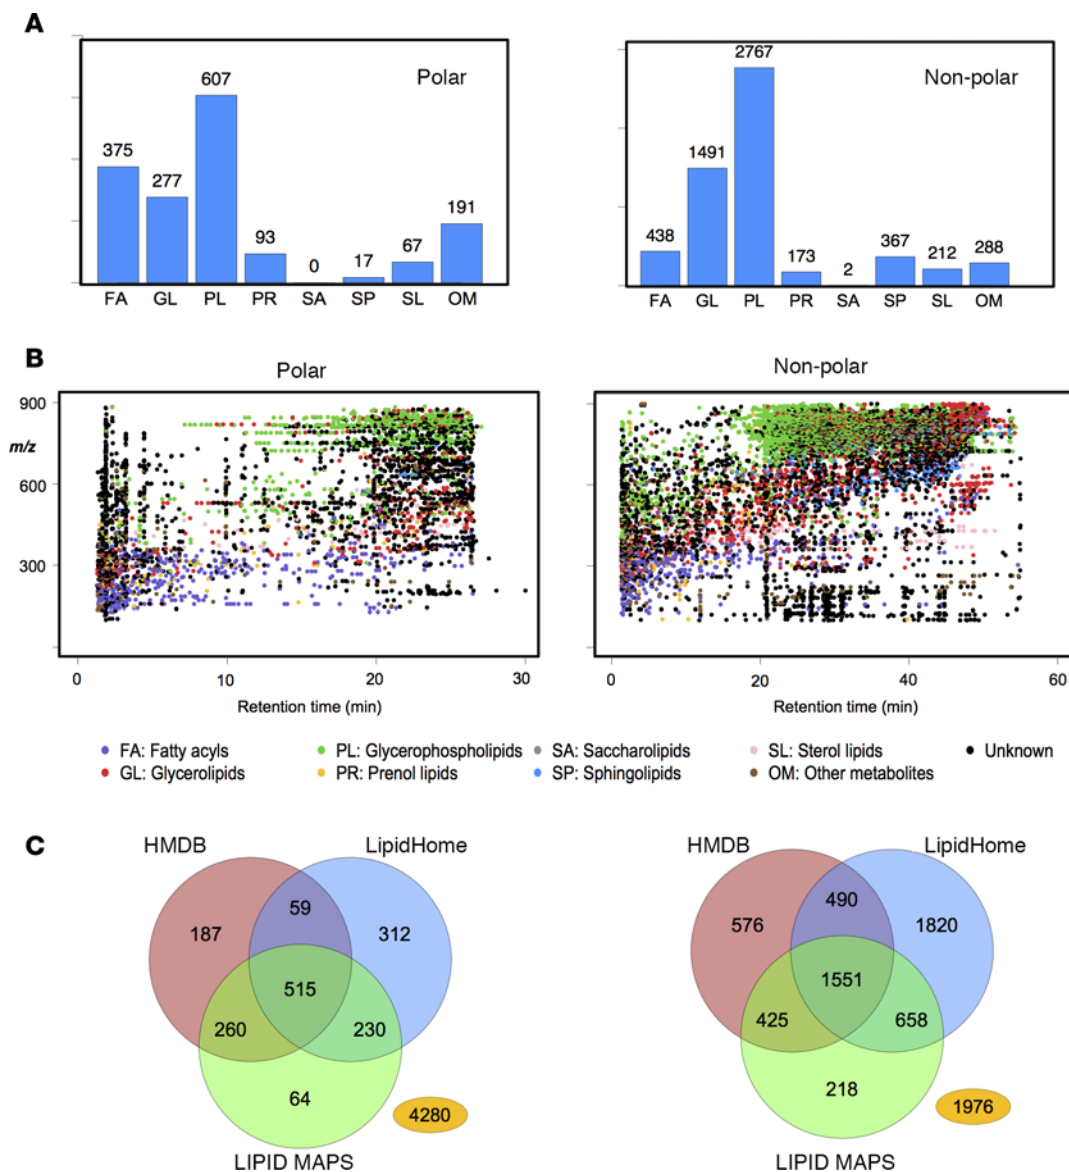 A
Polar
607
375
277
191
93
67
17
0
FA GL PL PR SA SP SL OM
Non-polar
2767
1491
438
367
288
212
173
2
FA GL PL PR SA SP SL OM
B
Polar
Non-polar
900
m/z
600
300
0 10 20 30
Retention time (min)
0 20 40 60
Retention time (min)
FA: Fatty acyls PL: Glycerophospholipids SA: Saccharolipids SL: Sterol lipids Unknown
GL: Glycerolipids PR: Prenol lipids SP: Sphingolipids OM: Other metabolites
C
HMDB LipidHome
59
187 312
515
260 230
64
4280
LIPID MAPS
HMDB LipidHome
490
576 1820
1551
425 658
218
1976
LIPID MAPS